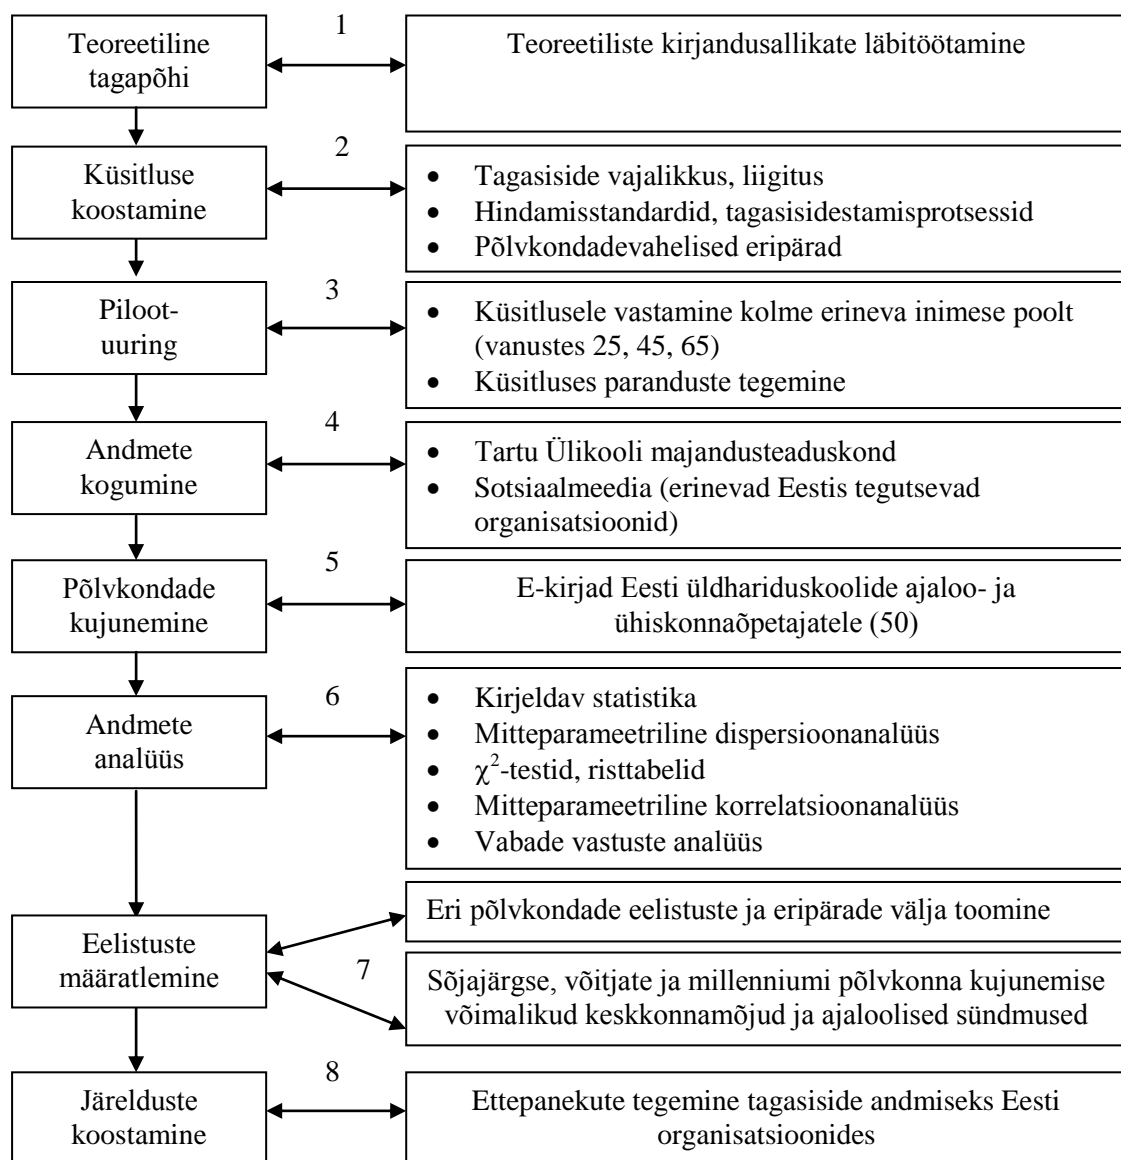 Teoreetiline
tagapõhi
1
Teoreetiliste kirjandusallikate läbitöötamine
Küsitluse
koostamine
2
• Tagasiside vajalikkus, liigitus
• Hindamisstandardid, tagasisidestamisprotsessid
• Põlvkondadevahelised eripärad
Piloot-
uuring
3
• Küsitlusele vastamine kolme erineva inimese poolt
(vanustes 25, 45, 65)
• Küsitluses paranduste tegemine
Andmete
kogumine
4
• Tartu Ülikooli majandusteaduskond
• Sotsiaalmeedia (erinevad Eestis tegutsevad
organisatsioonid)
Põlvkondade
kujunemine
5
E-kirjad Eesti üldhariduskoolide ajaloo- ja
ühiskonnaõpetajatele (50)
Andmete
analüüs
6
• Kirjeldav statistika
• Mitteparameetriline dispersioonanalüüs
• χ²-testid, risttabelid
• Mitteparameetriline korrelatsioonanalüüs
• Vabade vastuste analüüs
Eelistuste
määratlemine
7
Eri põlvkondade eelistuste ja eripärade välja toomine
Sõjajärgse, võitjate ja millenniumi põlvkonna kujunemise
võimalikud keskkonnamõjud ja ajaloolised sündmused
Järelduste
koostamine
8
Ettepanekute tegemine tagasiside andmiseks Eesti
organisatsioonides